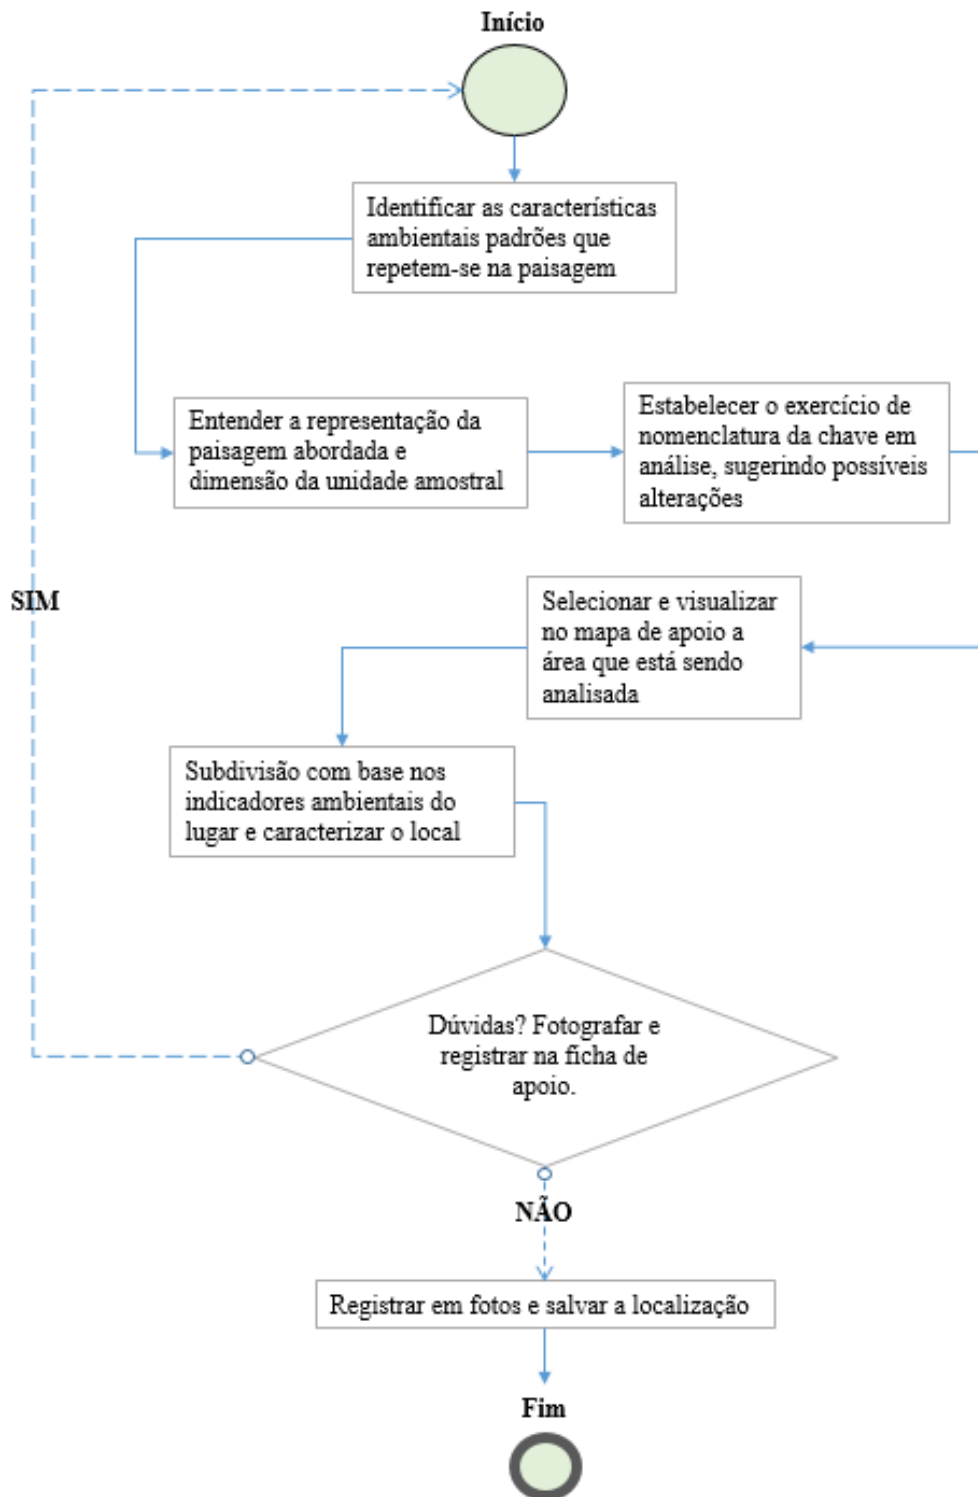 Início
Identificar as características
ambientais padrões que
repetem-se na paisagem
Entender a representação da
paisagem abordada e
dimensão da unidade amostral
Estabelecer o exercício de
nomenclatura da chave em
análise, sugerindo possíveis
alterações
Selecionar e visualizar
no mapa de apoio a
área que está sendo
analisada
SIM
Subdivisão com base nos
indicadores ambientais do
lugar e caracterizar o local
Dúvidas? Fotografar e
registrar na ficha de
apoio.
NÃO
Registrar em fotos e salvar a localização
Fim